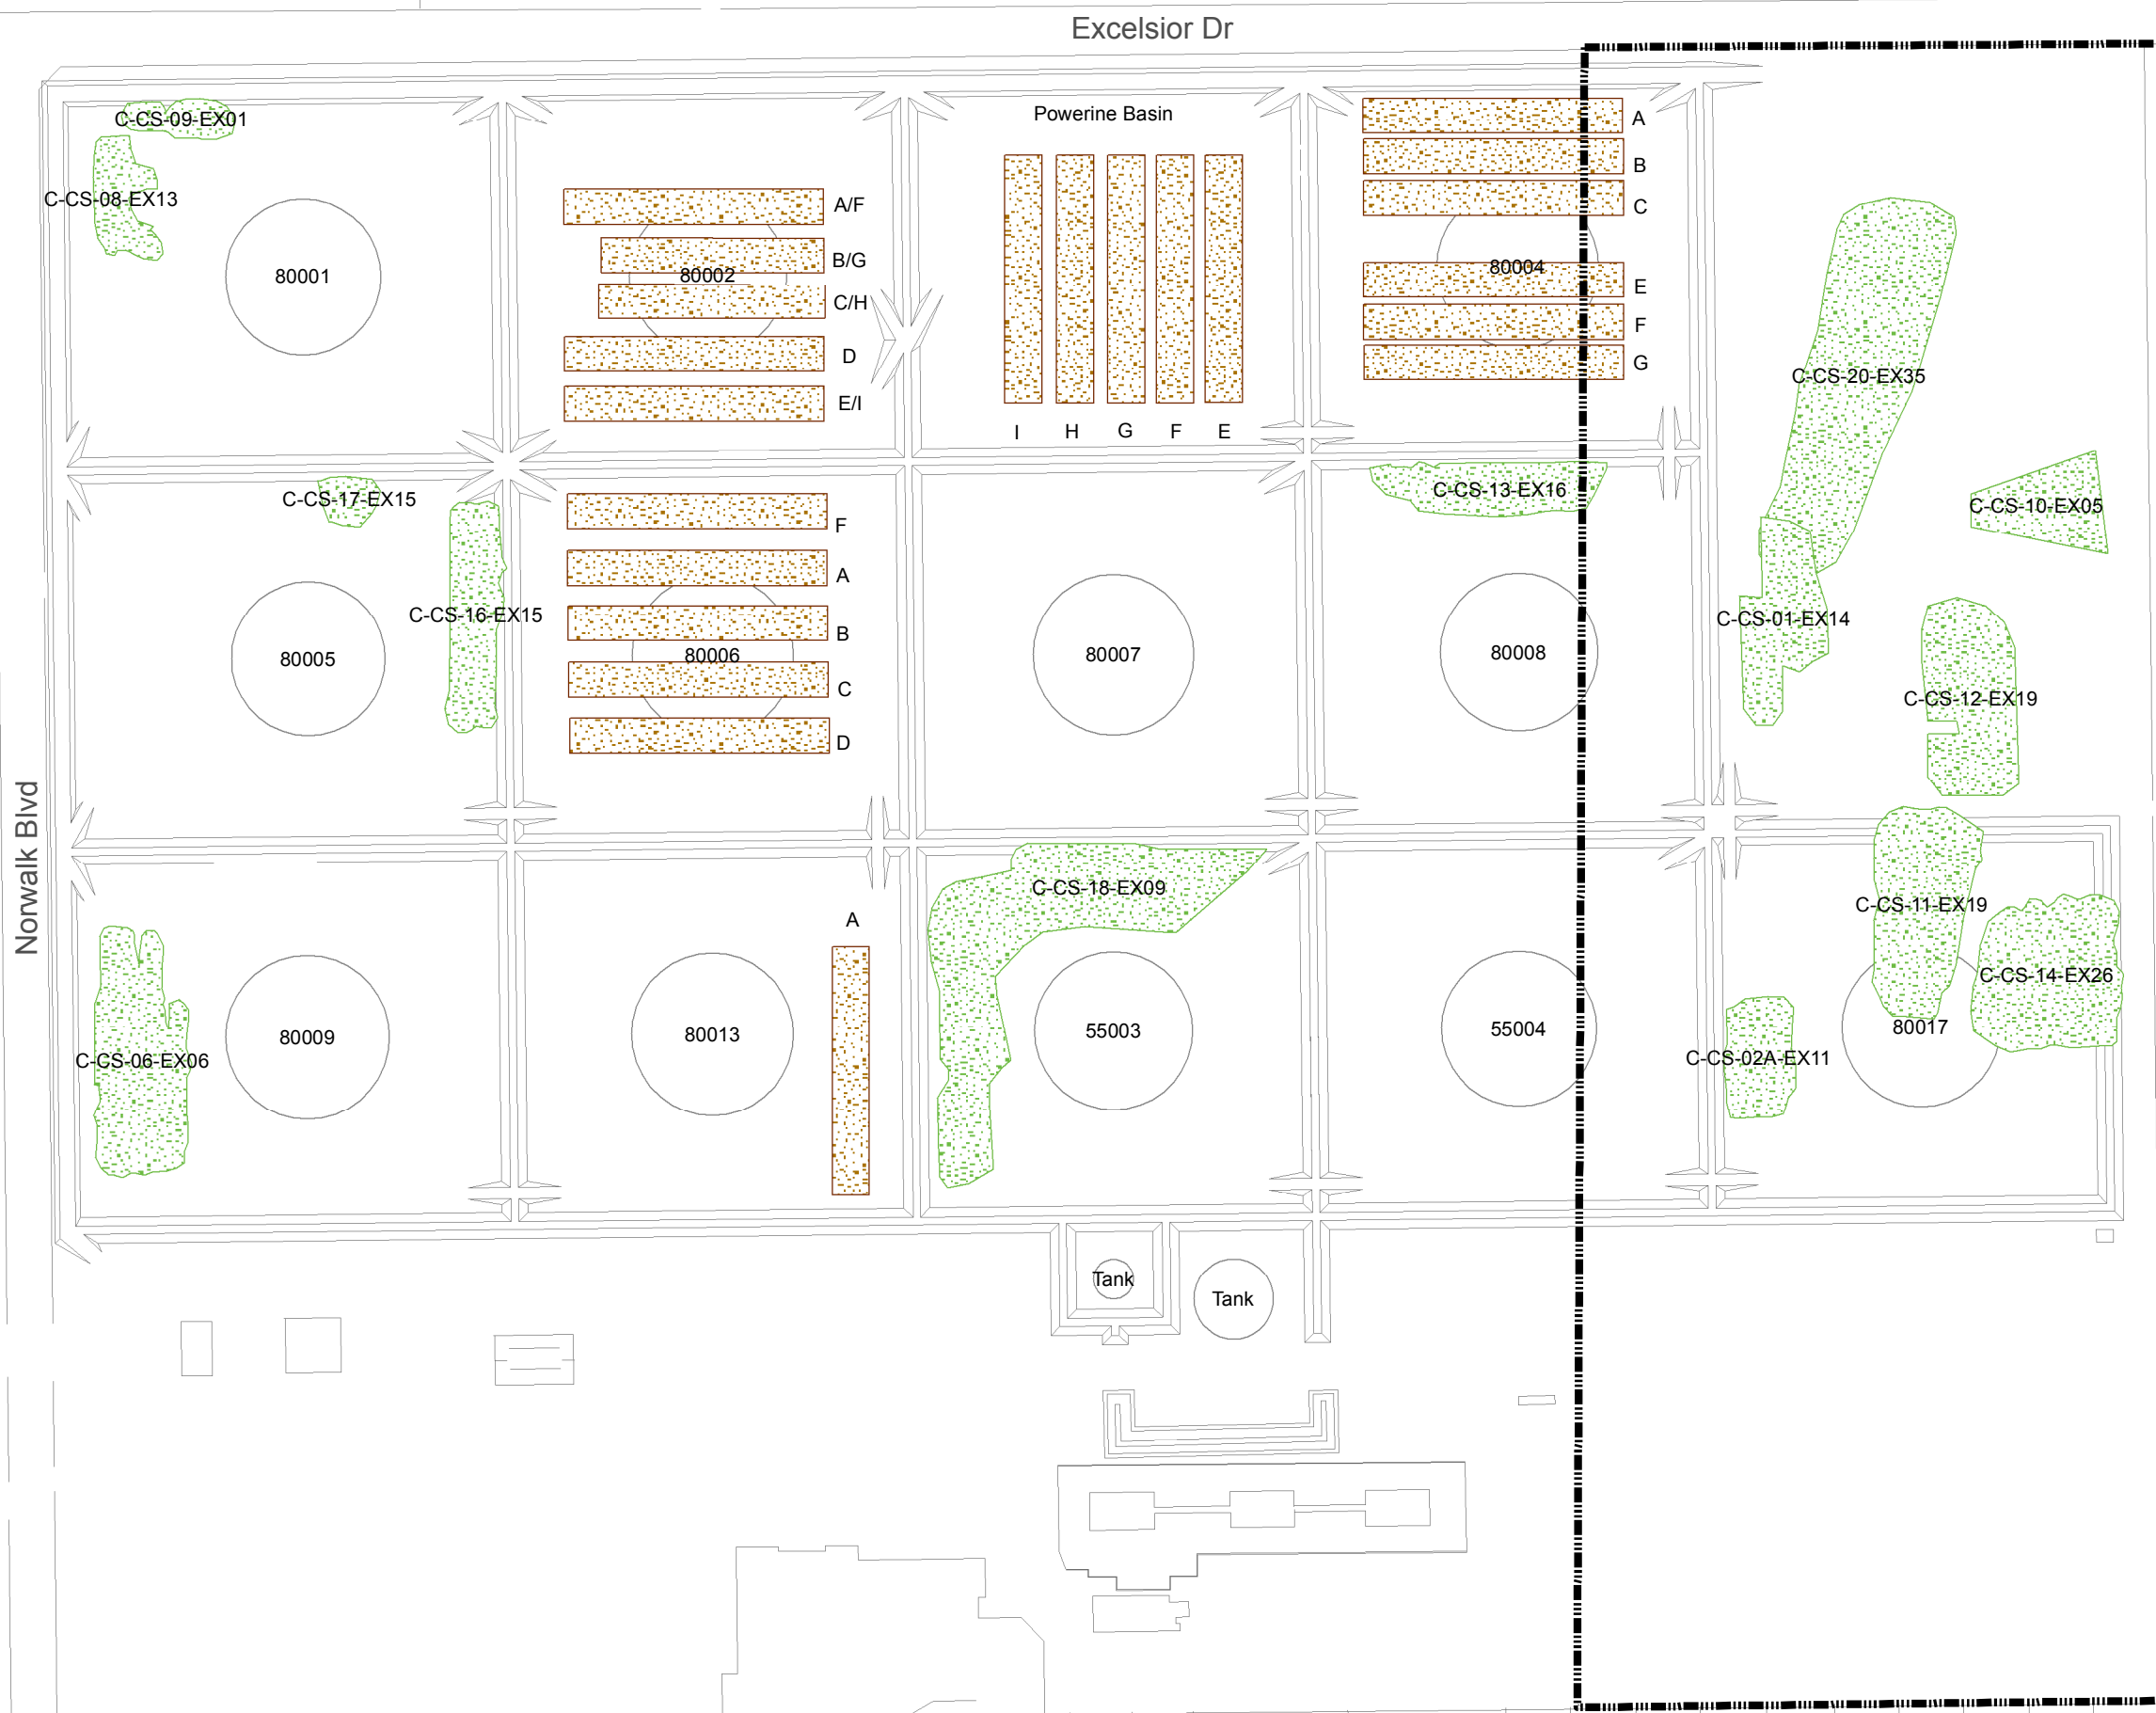 Excelsior Dr
Powerine Basin
C-CS-09-EX01
A
B
C-CS-08-EX13
A/F
C
B/G
80001
80002
80004
E
C/H
F
D
G
C-CS-20-EX35
E/I
I
H
G
F
E
C-CS-17-EX15
C-CS-13-EX16
C-CS-10-EX05
F
A
C-CS-16-EX15
C-CS-01-EX14
B
80005
80006
80007
80008
C
C-CS-12-EX19
D
Norwalk Blvd
C-CS-18-EX09
C-CS-11-EX19
A
C-CS-14-EX26
80009
80013
55003
55004
80017
C-CS-06-EX06
C-CS-02A-EX11
Tank
Tank